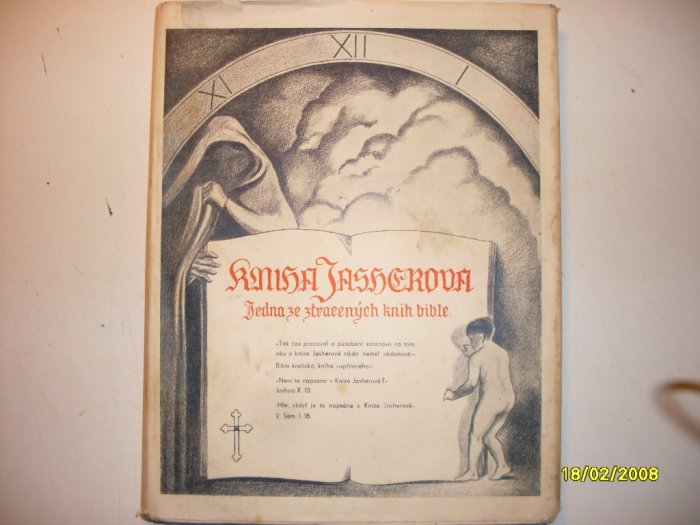 XI XII I
KNIHA JASHEROVA
Jedna ze ztracených knih bible.
»Tak čas pracoval a působení satanovo na tom,
aby o knize Jasherově nikdo neměl vědomosti.«
Bible kralická, kniha »upřímného«.
»Není to napsáno v Knize Jasherově?«
Joshua X. 13.
»Hle, vždyť je to napsáno v Knize Jasherově.«
2. Sam. I, 18.
18/02/2008